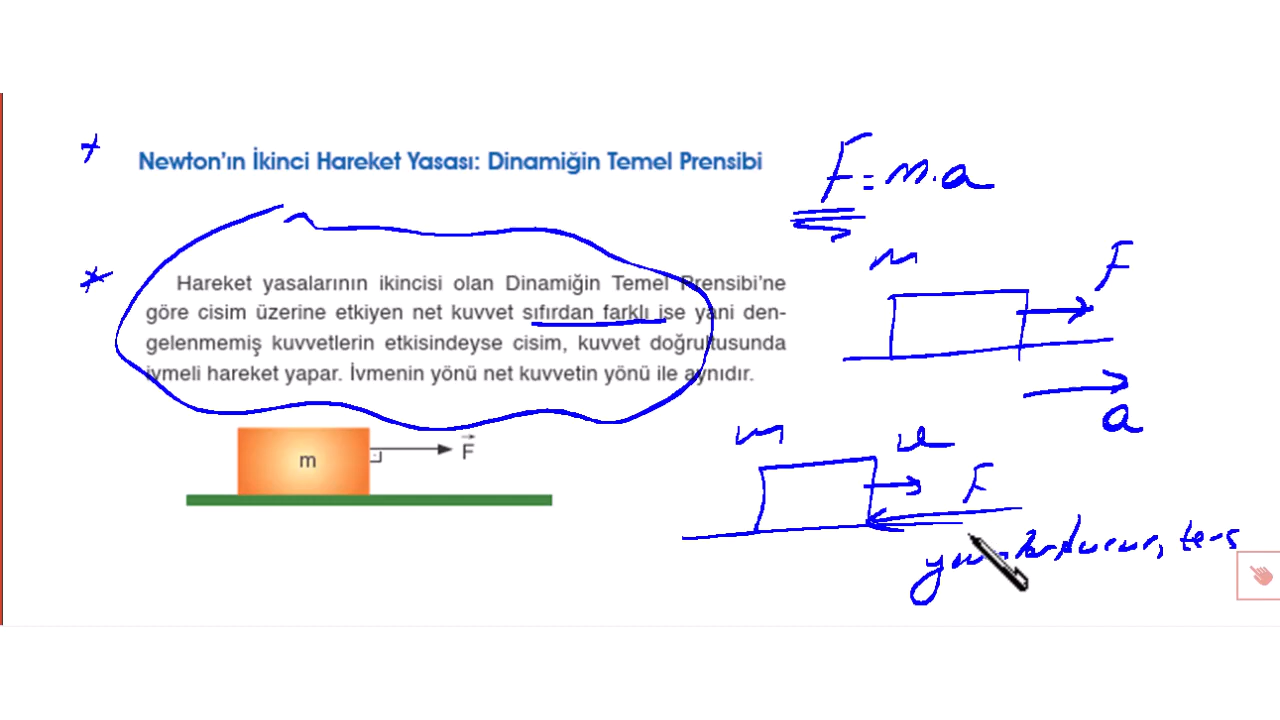 Newton'ın İkinci Hareket Yasası: Dinamiğin Temel Prensibi
F = m.a
Hareket yasalarının ikincisi olan Dinamiğin Temel Prensibi'ne
göre cisim üzerine etkiyen net kuvvet sıfırdan farklı ise yani den-
gelenmemiş kuvvetlerin etkisindeyse cisim, kuvvet doğrultusunda
ivmeli hareket yapar. İvmenin yönü net kuvvetin yönü ile aynıdır.
m
F
a
m
F
m
F
ters